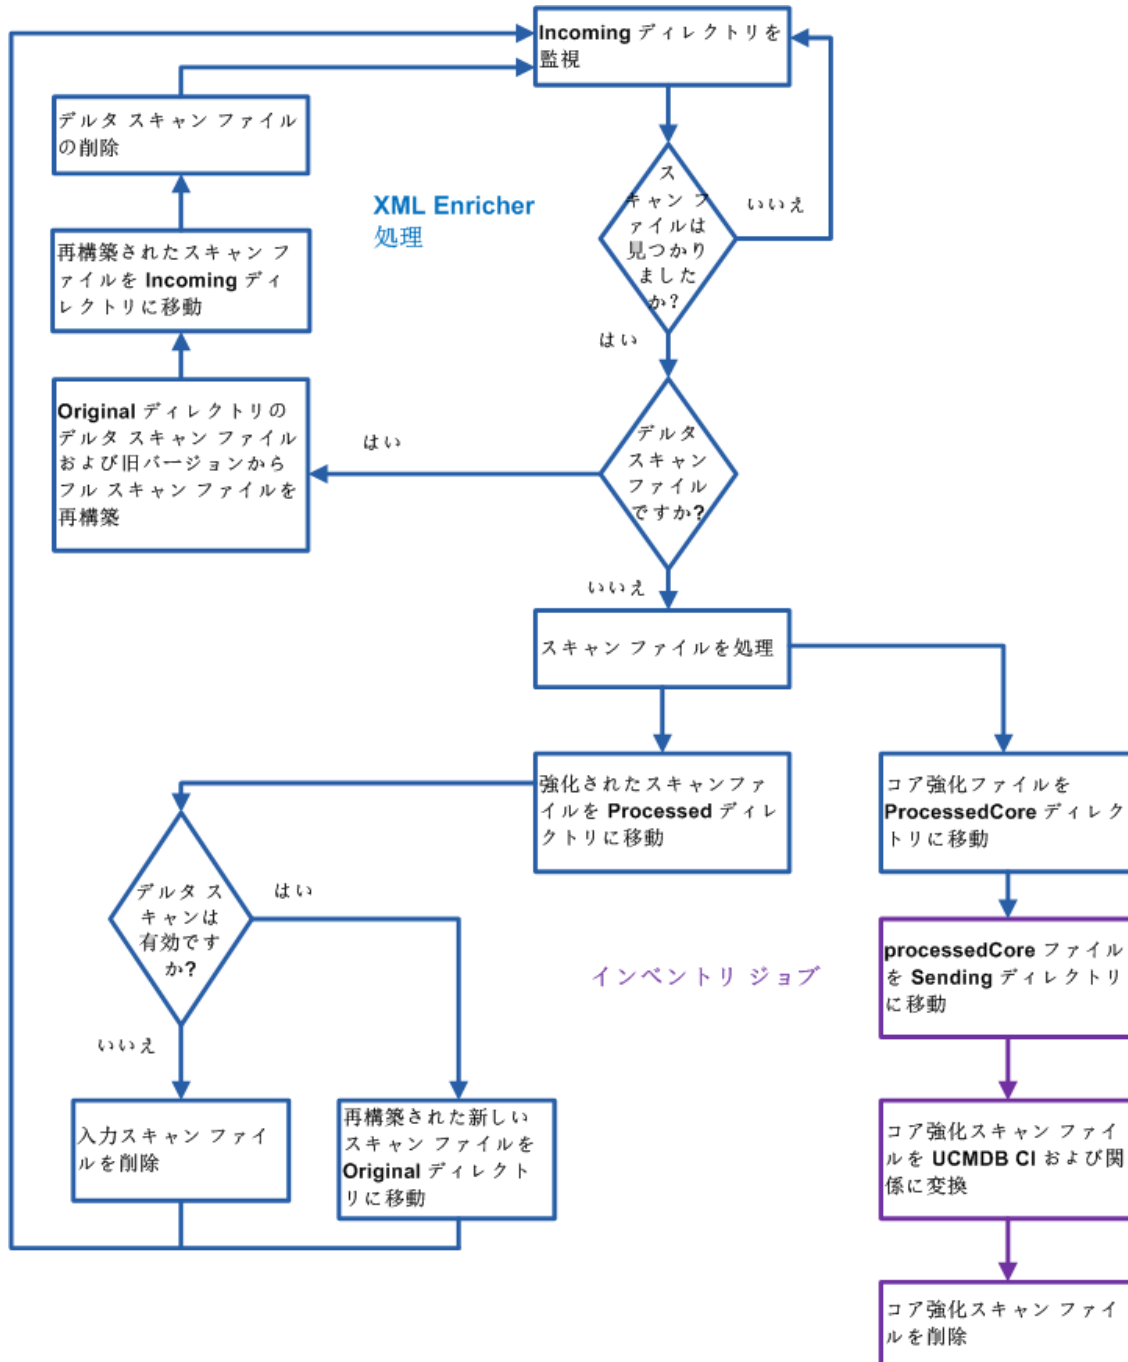 Incoming ディレクトリを
監視
デルタ スキャン ファイル
の削除
ス
キャン フ
ァイルは
見つかり
ました
か?
いいえ
XML Enricher
処理
再構築されたスキャン フ
ァイルを Incoming ディ
レクトリに移動
はい
Original ディレクトリの
デルタ スキャン ファイル
および旧バージョンから
フル スキャン ファイルを
再構築
はい
デルタ
スキャン
ファイル
ですか?
いいえ
スキャン ファイルを処理
強化されたスキャンファ
イルを Processed ディレ
クトリに移動
コア強化ファイルを
ProcessedCore ディレク
トリに移動
デルタ ス
キャンは
有効です
か?
はい
いいえ
インベントリ ジョブ
processedCore ファイル
を Sending ディレクトリ
に移動
入力スキャン ファイ
ルを削除
再構築された新しい
スキャン ファイルを
Original ディレクト
リに移動
コア強化スキャン ファイ
ルを UCMDB CI および関
係に変換
コア強化スキャン ファイ
ルを削除